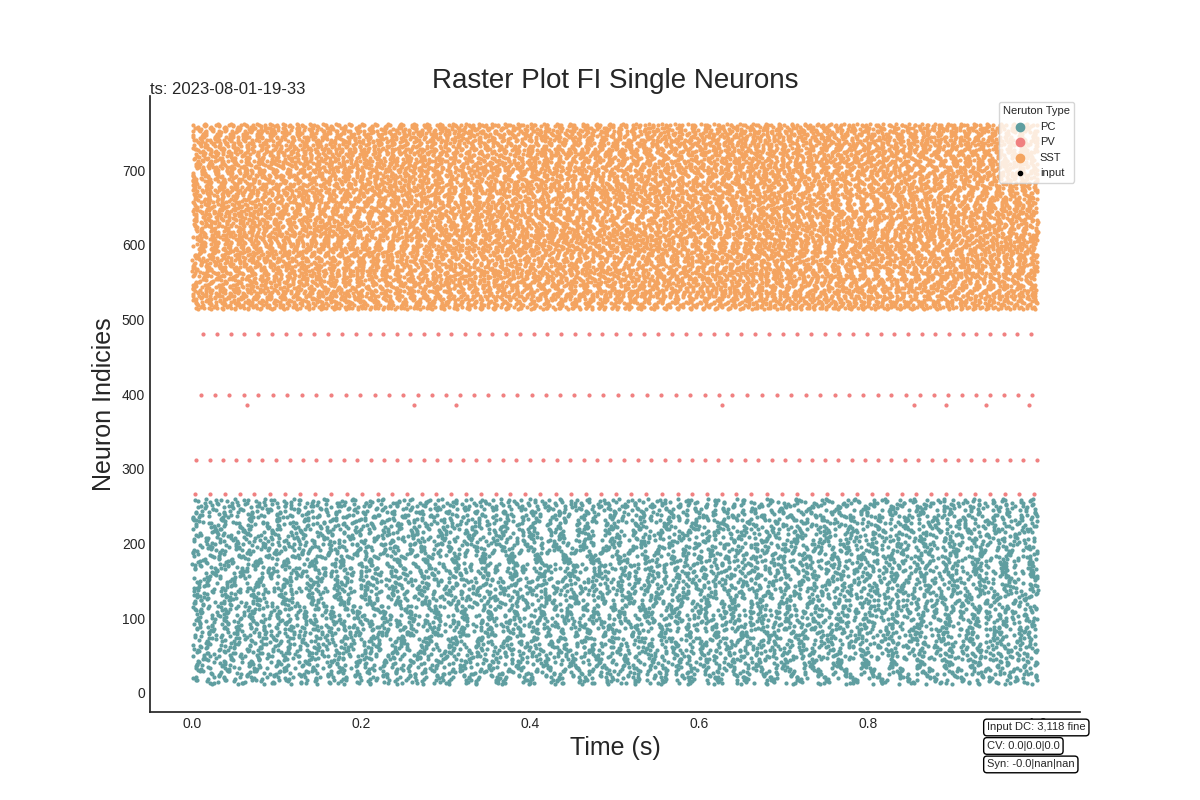 Raster Plot FI Single Neurons
ts: 2023-08-01-19-33
Neruton Type
PC
PV
SST
input
Neuron Indicies
700
600
500
400
300
200
100
0
0.0 0.2 0.4 0.6 0.8
Time (s)
Input DC: 3,118 fine
CV: 0.0|0.0|0.0
Syn: -0.0|nan|nan